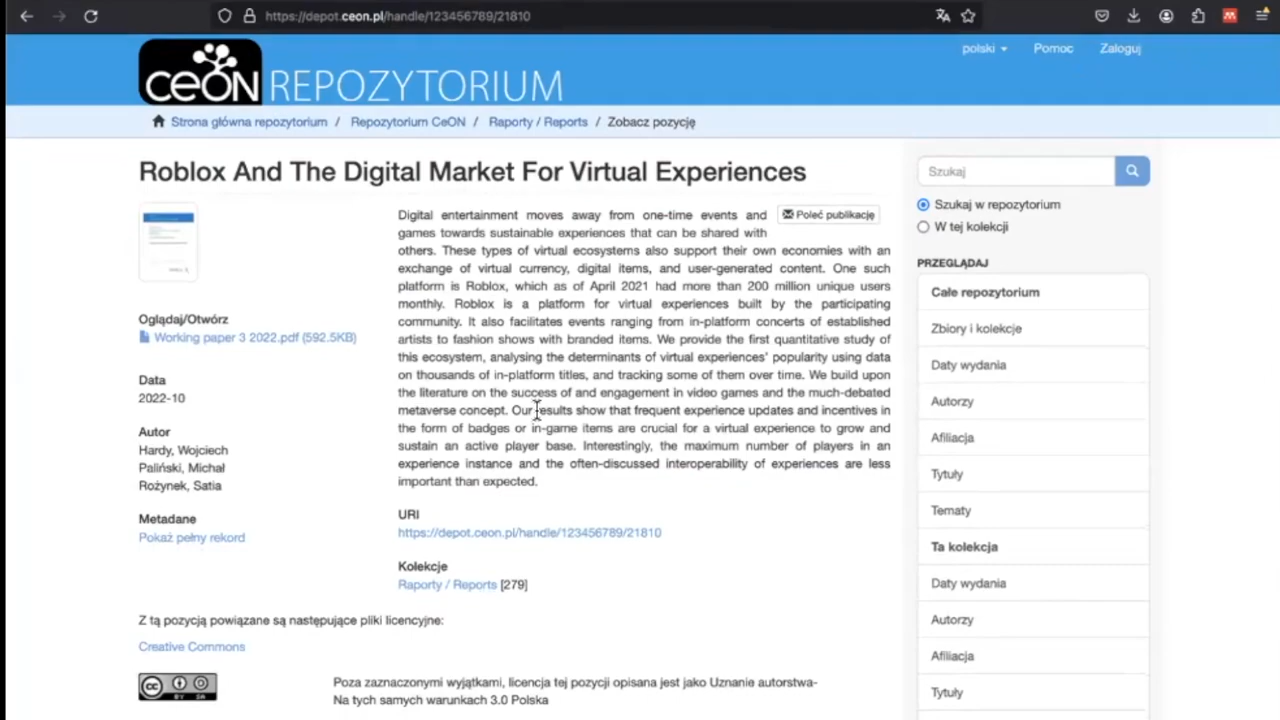 https://depot.ceon.pl/handle/123456789/21810
ceon REPOZYTORIUM
polski
Pomoc
Zaloguj
Strona główna repozytorium / Repozytorium CeON / Raporty / Reports / Zobacz pozycję
Roblox And The Digital Market For Virtual Experiences
Oglądaj/Otwórz
Working paper 3 2022.pdf (592.5KB)
Data
2022-10
Autor
Hardy, Wojciech
Paliński, Michał
Rożynek, Satia
Metadane
Pokaż pełny rekord
Poleć publikację
Digital entertainment moves away from one-time events and
games towards sustainable experiences that can be shared with
others. These types of virtual ecosystems also support their own economies with an
exchange of virtual currency, digital items, and user-generated content. One such
platform is Roblox, which as of April 2021 had more than 200 million unique users
monthly. Roblox is a platform for virtual experiences built by the participating
community. It also facilitates events ranging from in-platform concerts of established
artists to fashion shows with branded items. We provide the first quantitative study of
this ecosystem, analysing the determinants of virtual experiences' popularity using data
on thousands of in-platform titles, and tracking some of them over time. We build upon
the literature on the success of and engagement in video games and the much-debated
metaverse concept. Our results show that frequent experience updates and incentives in
the form of badges or in-game items are crucial for a virtual experience to grow and
sustain an active player base. Interestingly, the maximum number of players in an
experience instance and the often-discussed interoperability of experiences are less
important than expected.
URI
https://depot.ceon.pl/handle/123456789/21810
Kolekcje
Raporty / Reports [279]
Z tą pozycją powiązane są następujące pliki licencyjne:
Creative Commons
cc BY SA
Poza zaznaczonymi wyjątkami, licencja tej pozycji opisana jest jako Uznanie autorstwa-
Na tych samych warunkach 3.0 Polska
Szukaj
Szukaj w repozytorium
W tej kolekcji
PRZEGLĄDAJ
Całe repozytorium
Zbiory i kolekcje
Daty wydania
Autorzy
Afiliacja
Tytuły
Tematy
Ta kolekcja
Daty wydania
Autorzy
Afiliacja
Tytuły